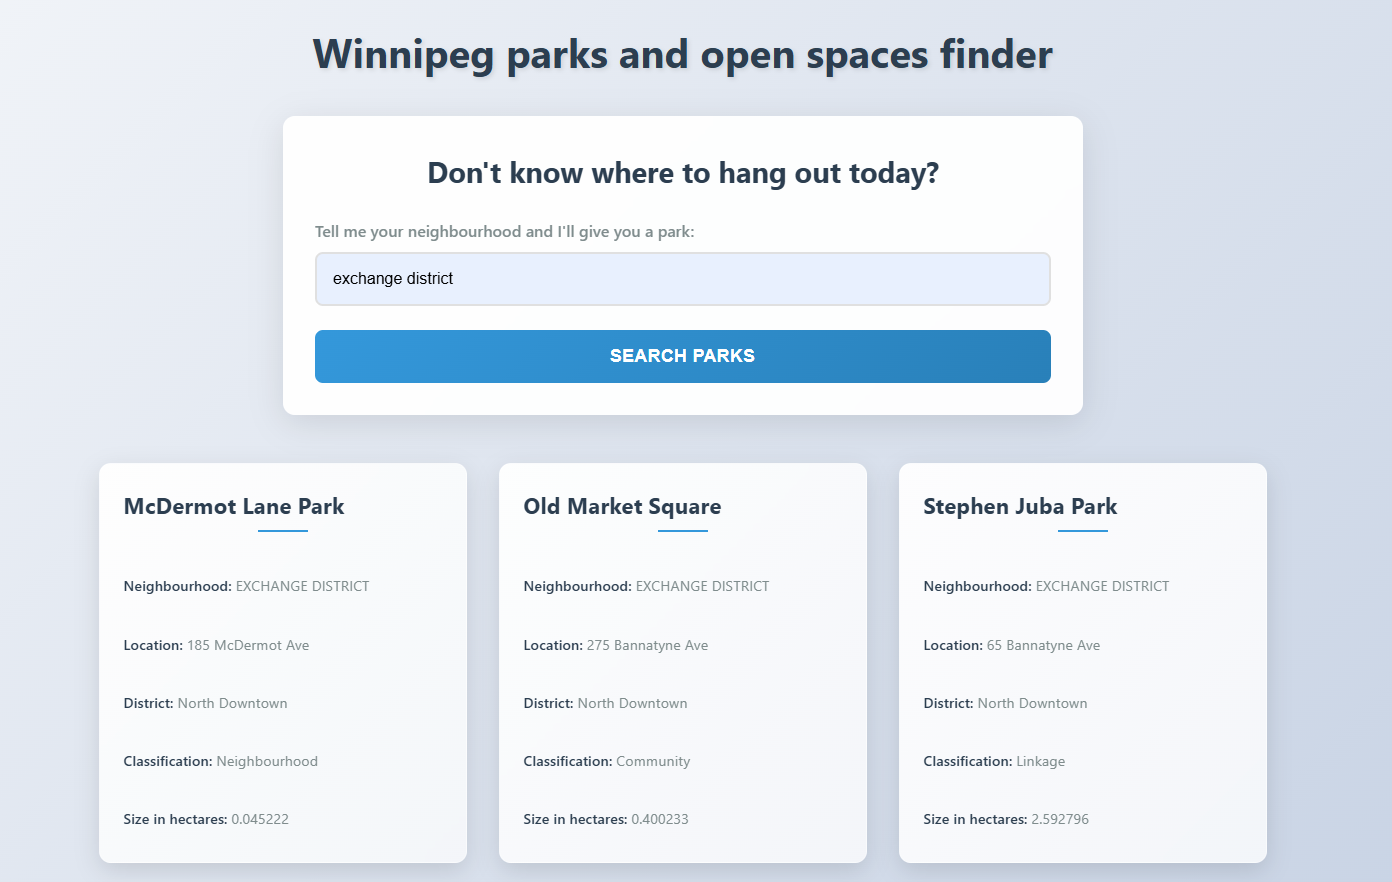 Winnipeg parks and open spaces finder
Don't know where to hang out today?
Tell me your neighbourhood and I'll give you a park:
exchange district
SEARCH PARKS
McDermot Lane Park
Neighbourhood: EXCHANGE DISTRICT
Location: 185 McDermot Ave
District: North Downtown
Classification: Neighbourhood
Size in hectares: 0.045222
Old Market Square
Neighbourhood: EXCHANGE DISTRICT
Location: 275 Bannatyne Ave
District: North Downtown
Classification: Community
Size in hectares: 0.400233
Stephen Juba Park
Neighbourhood: EXCHANGE DISTRICT
Location: 65 Bannatyne Ave
District: North Downtown
Classification: Linkage
Size in hectares: 2.592796